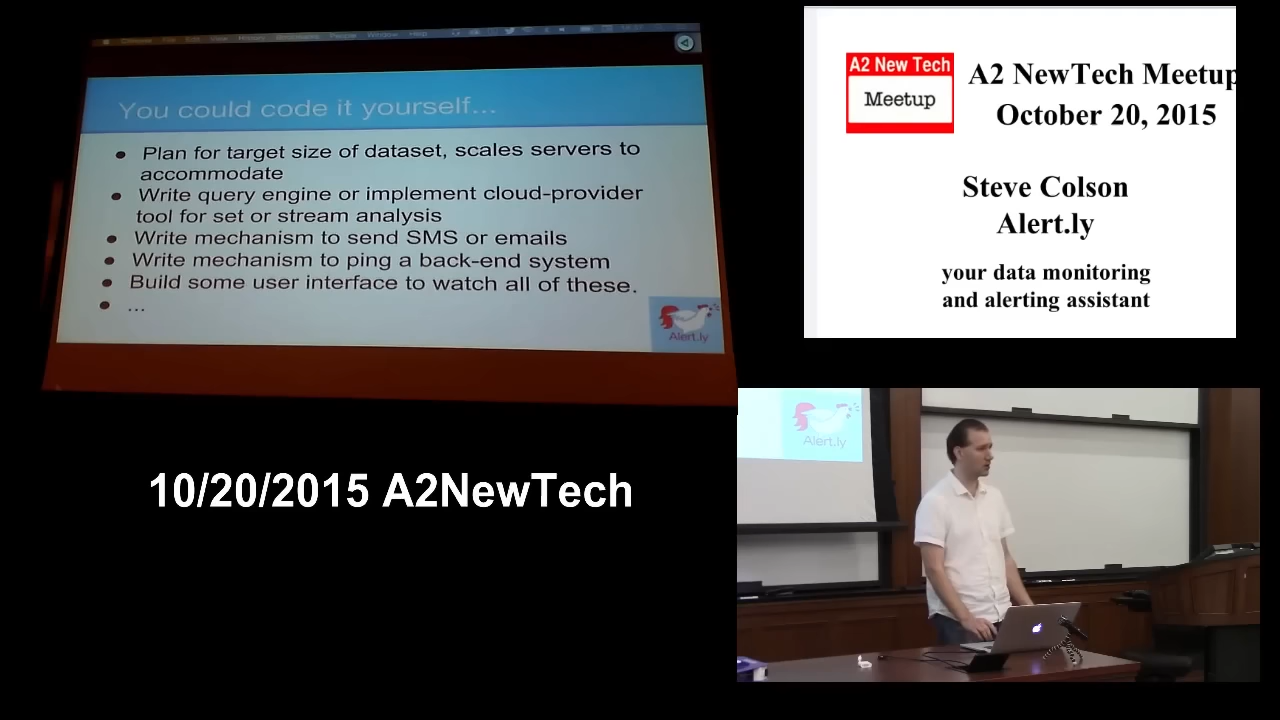 You could code it yourself...
● Plan for target size of dataset, scales servers to
accommodate
● Write query engine or implement cloud-provider
tool for set or stream analysis
● Write mechanism to send SMS or emails
● Write mechanism to ping a back-end system
● Build some user interface to watch all of these.
● ...
Alert.ly
10/20/2015 A2NewTech
A2 New Tech
Meetup
A2 NewTech Meetup
October 20, 2015
Steve Colson
Alert.ly
your data monitoring
and alerting assistant
Alert.ly